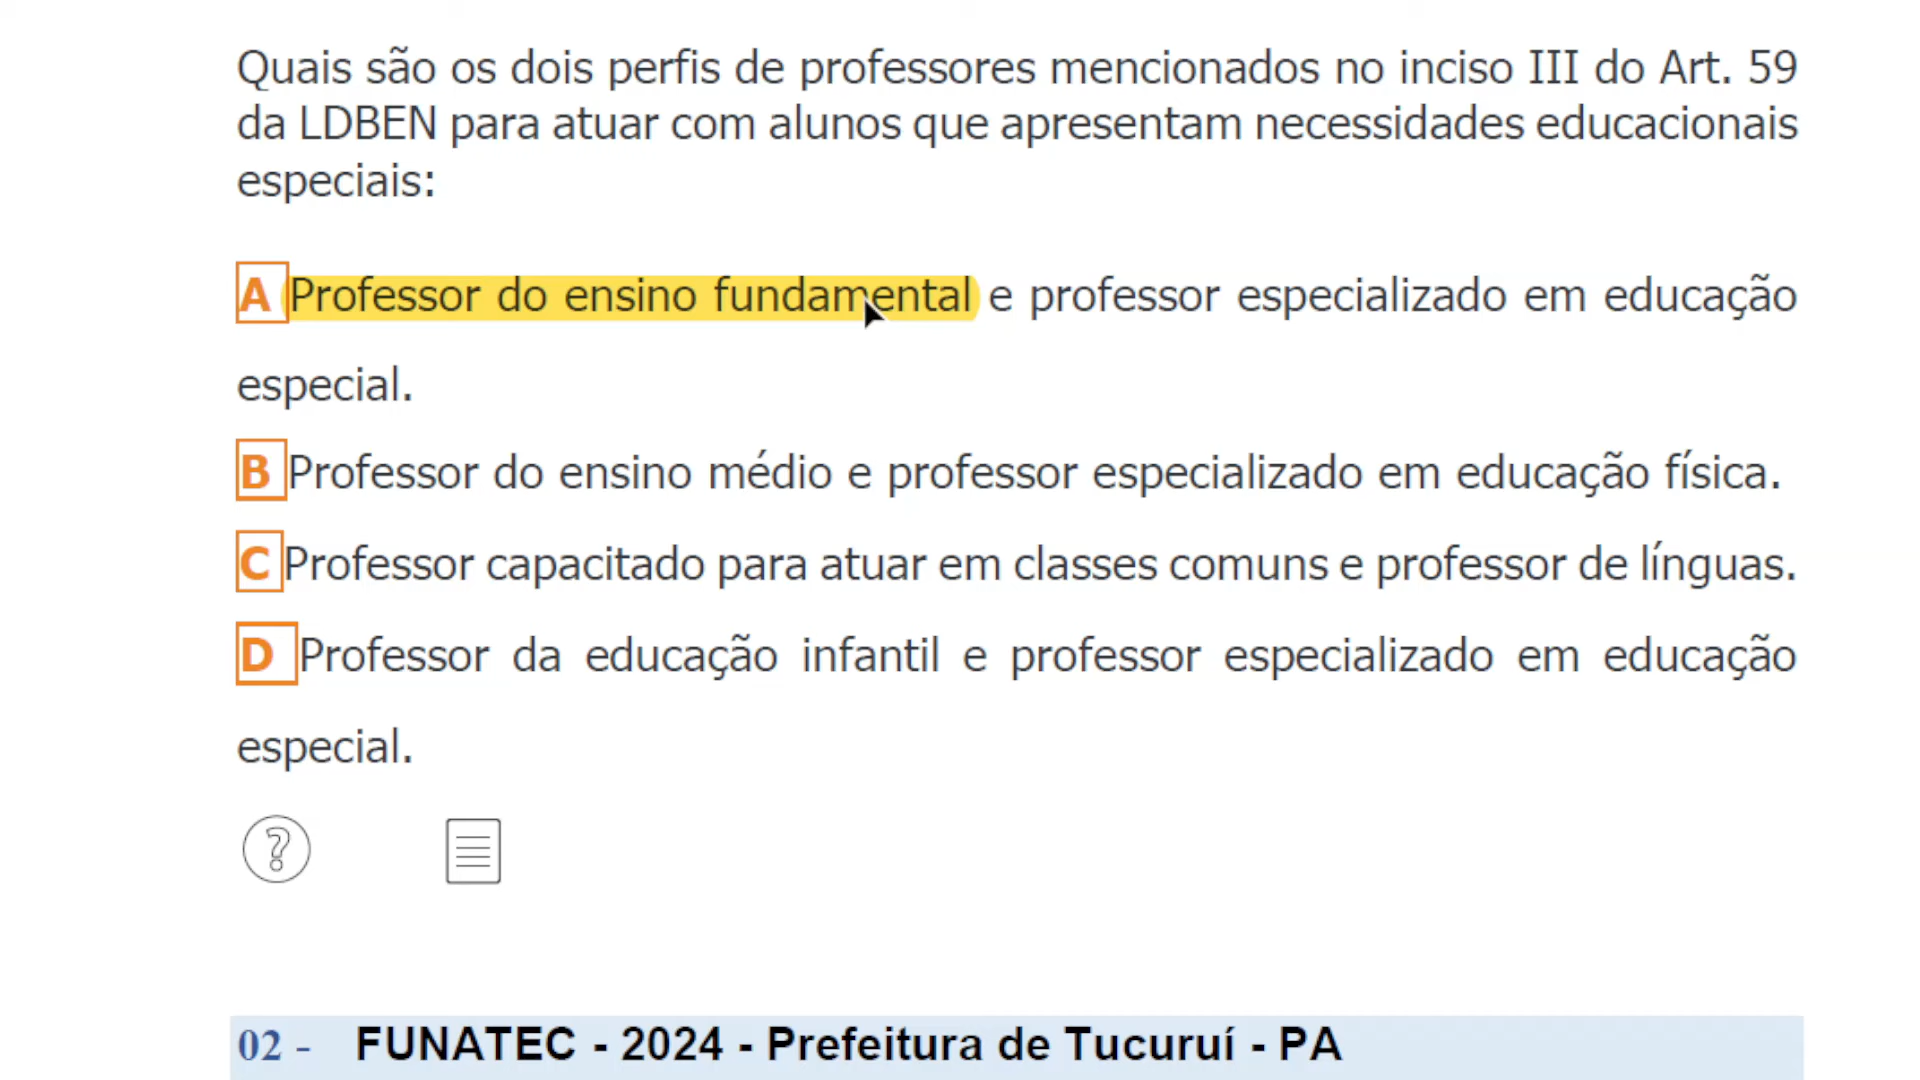 Quais são os dois perfis de professores mencionados no inciso III do Art. 59
da LDBEN para atuar com alunos que apresentam necessidades educacionais
especiais:
A Professor do ensino fundamental e professor especializado em educação
especial.
B Professor do ensino médio e professor especializado em educação física.
C Professor capacitado para atuar em classes comuns e professor de línguas.
D Professor da educação infantil e professor especializado em educação
especial.
?
02 - FUNATEC - 2024 - Prefeitura de Tucuruí - PA